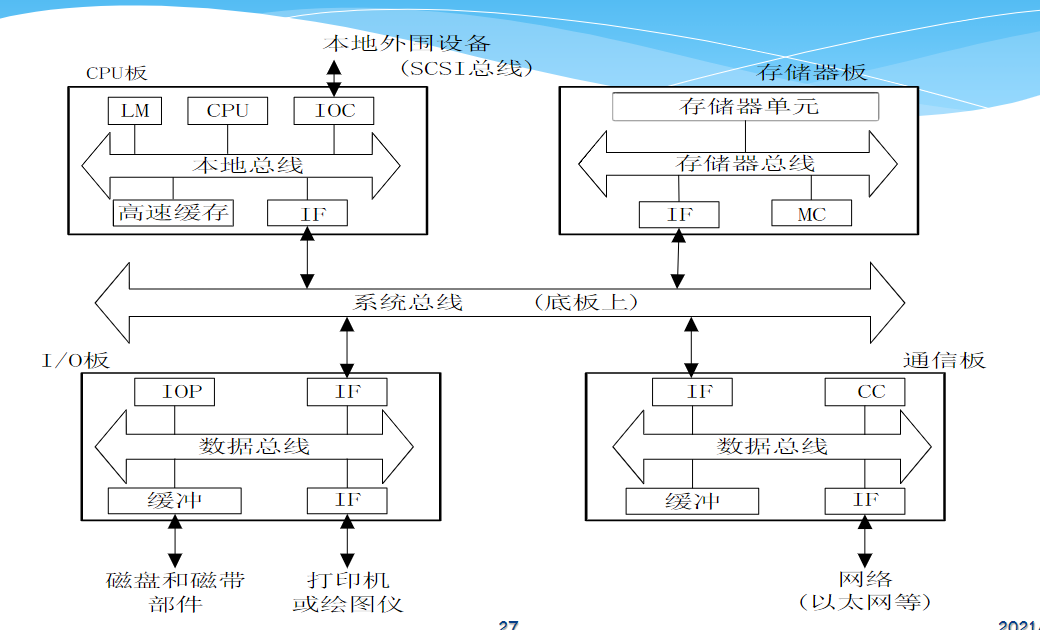 本地外围设备
(SCSI总线)
CPU板
存储器板
LM
CPU
IOC
存储器单元
本地总线
存储器总线
高速缓存
IF
IF
MC
系统总线 (底板上)
I/O板
通信板
IOP
IF
IF
CC
数据总线
数据总线
缓冲
IF
缓冲
IF
磁盘和磁带
部件
打印机
或绘图仪
网络
(以太网等)
27